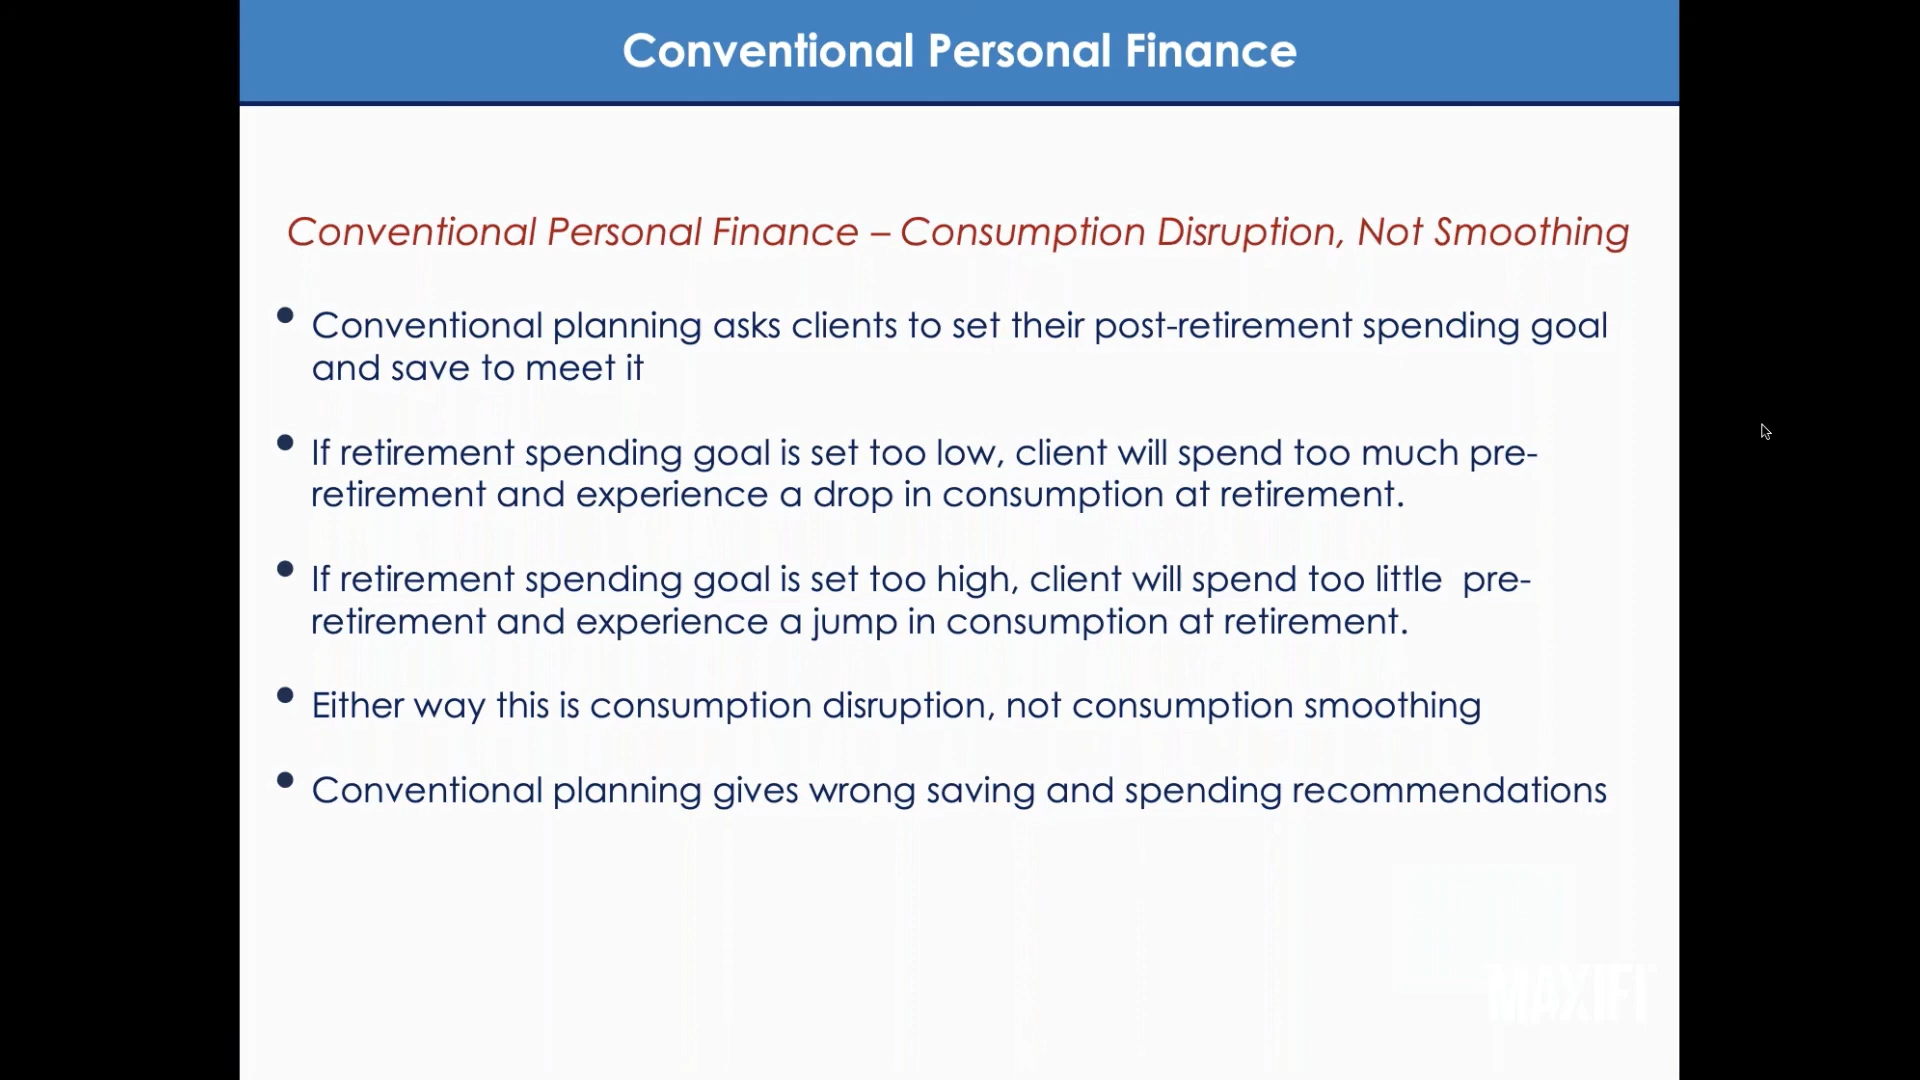 Conventional Personal Finance
Conventional Personal Finance – Consumption Disruption, Not Smoothing
• Conventional planning asks clients to set their post-retirement spending goal
and save to meet it
• If retirement spending goal is set too low, client will spend too much pre-
retirement and experience a drop in consumption at retirement.
• If retirement spending goal is set too high, client will spend too little  pre-
retirement and experience a jump in consumption at retirement.
• Either way this is consumption disruption, not consumption smoothing
• Conventional planning gives wrong saving and spending recommendations
MAXIFI